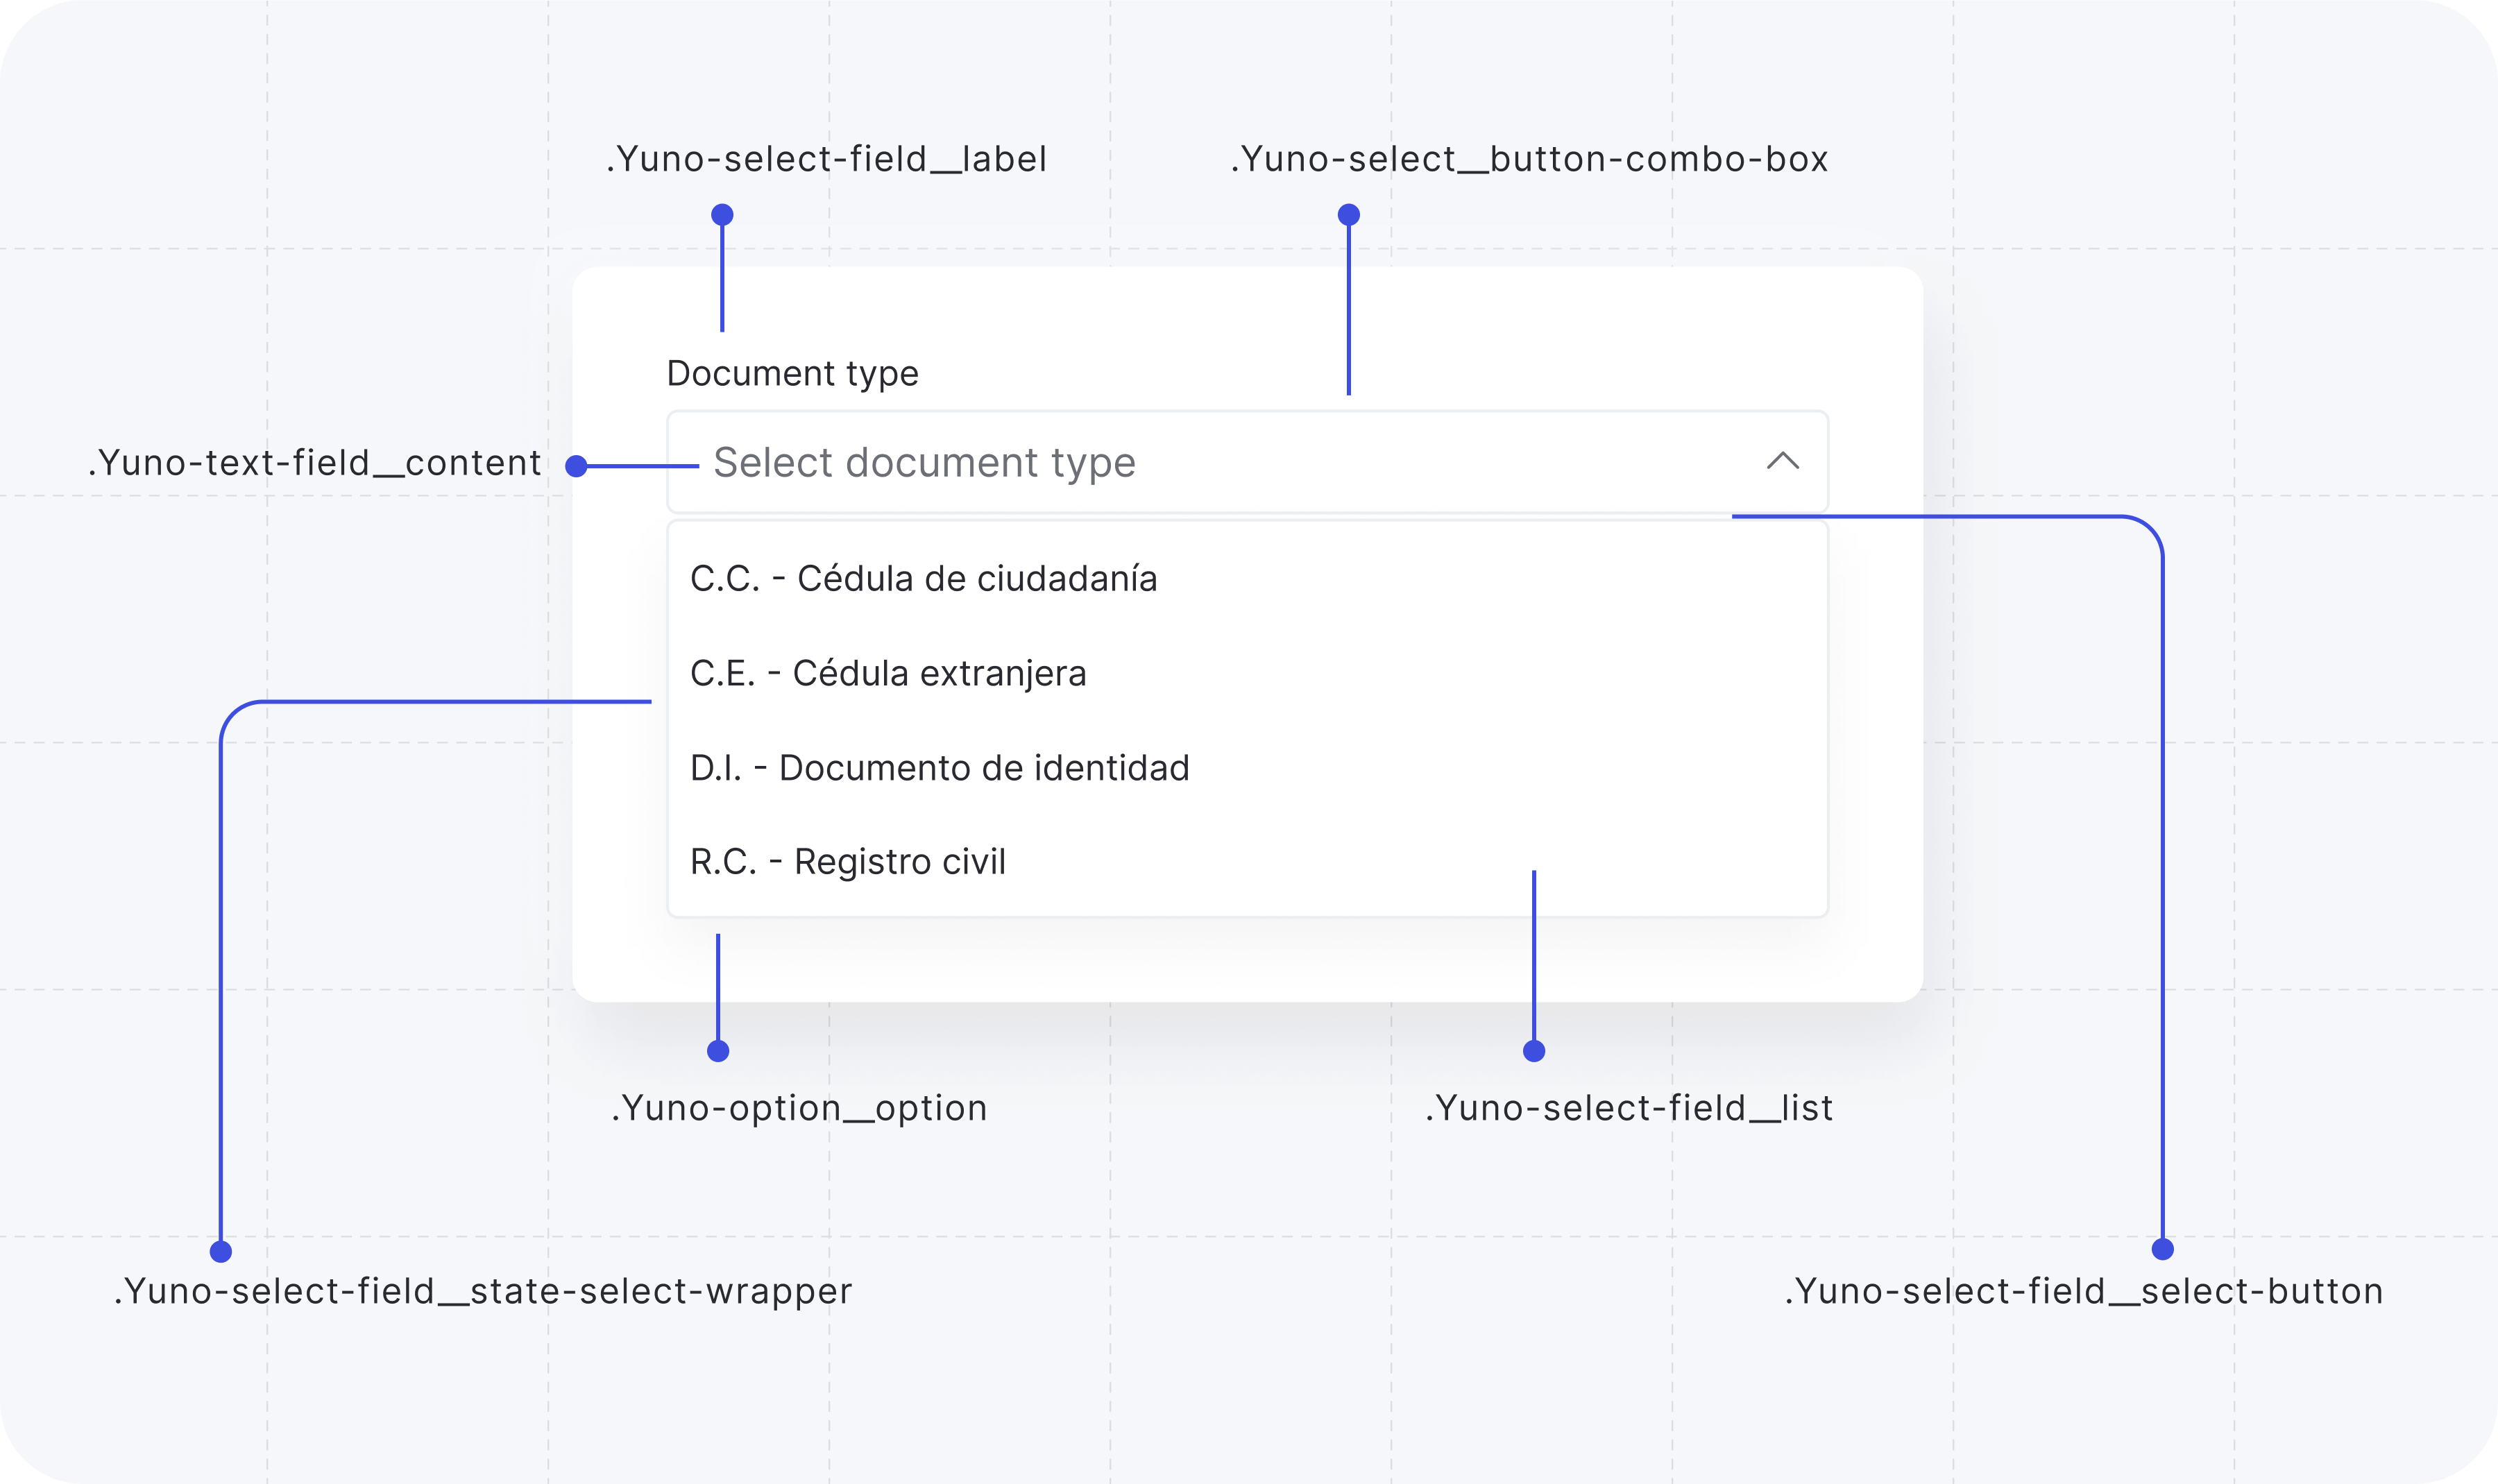 .Yuno-select-field__label
.Yuno-select__button-combo-box
Document type
.Yuno-text-field__content
Select document type
C.C. - Cédula de ciudadanía
C.E. - Cédula extranjera
D.I. - Documento de identidad
R.C. - Registro civil
.Yuno-option__option
.Yuno-select-field__list
.Yuno-select-field__state-select-wrapper
.Yuno-select-field__select-button